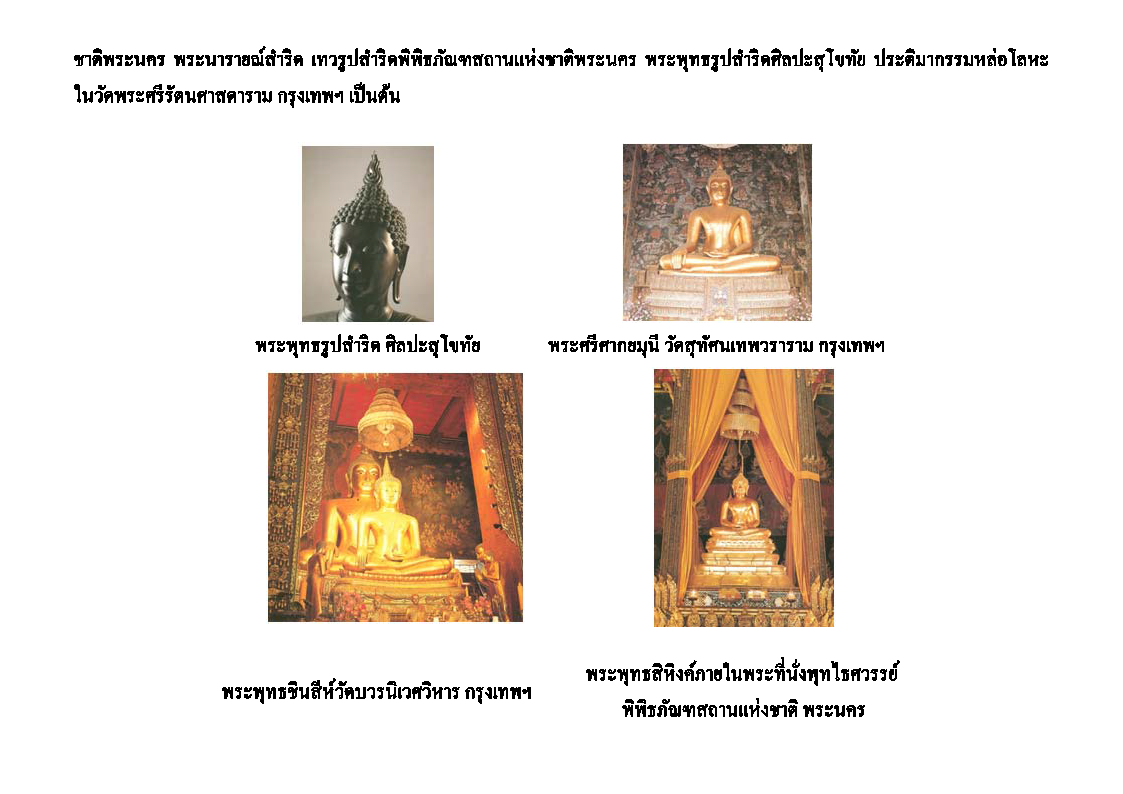 ชาติพระนคร พระนารายณ์สำริด เทวรูปสำริดพิพิธภัณฑสถานแห่งชาติพระนคร พระพุทธรูปสำริดศิลปะสุโขทัย ประติมากรรมหล่อโลหะ
ในวัดพระศรีรัตนศาสดาราม กรุงเทพฯ เป็นต้น
พระพุทธรูปสำริด ศิลปะสุโขทัย
พระศรีศากยมุนี วัดสุทัศนเทพวราราม กรุงเทพฯ
พระพุทธชินสีห์วัดบวรนิเวศวิหาร กรุงเทพฯ
พระพุทธสิหิงค์ภายในพระที่นั่งพุทไธศวรรย์
พิพิธภัณฑสถานแห่งชาติ พระนคร